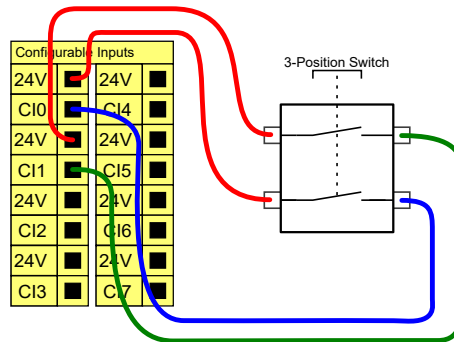 Configurable Inputs
3-Position Switch
24V 24V
CI0 CI4
24V 24V
CI1 CI5
24V 24V
CI2 CI6
24V 24V
CI3 CI7